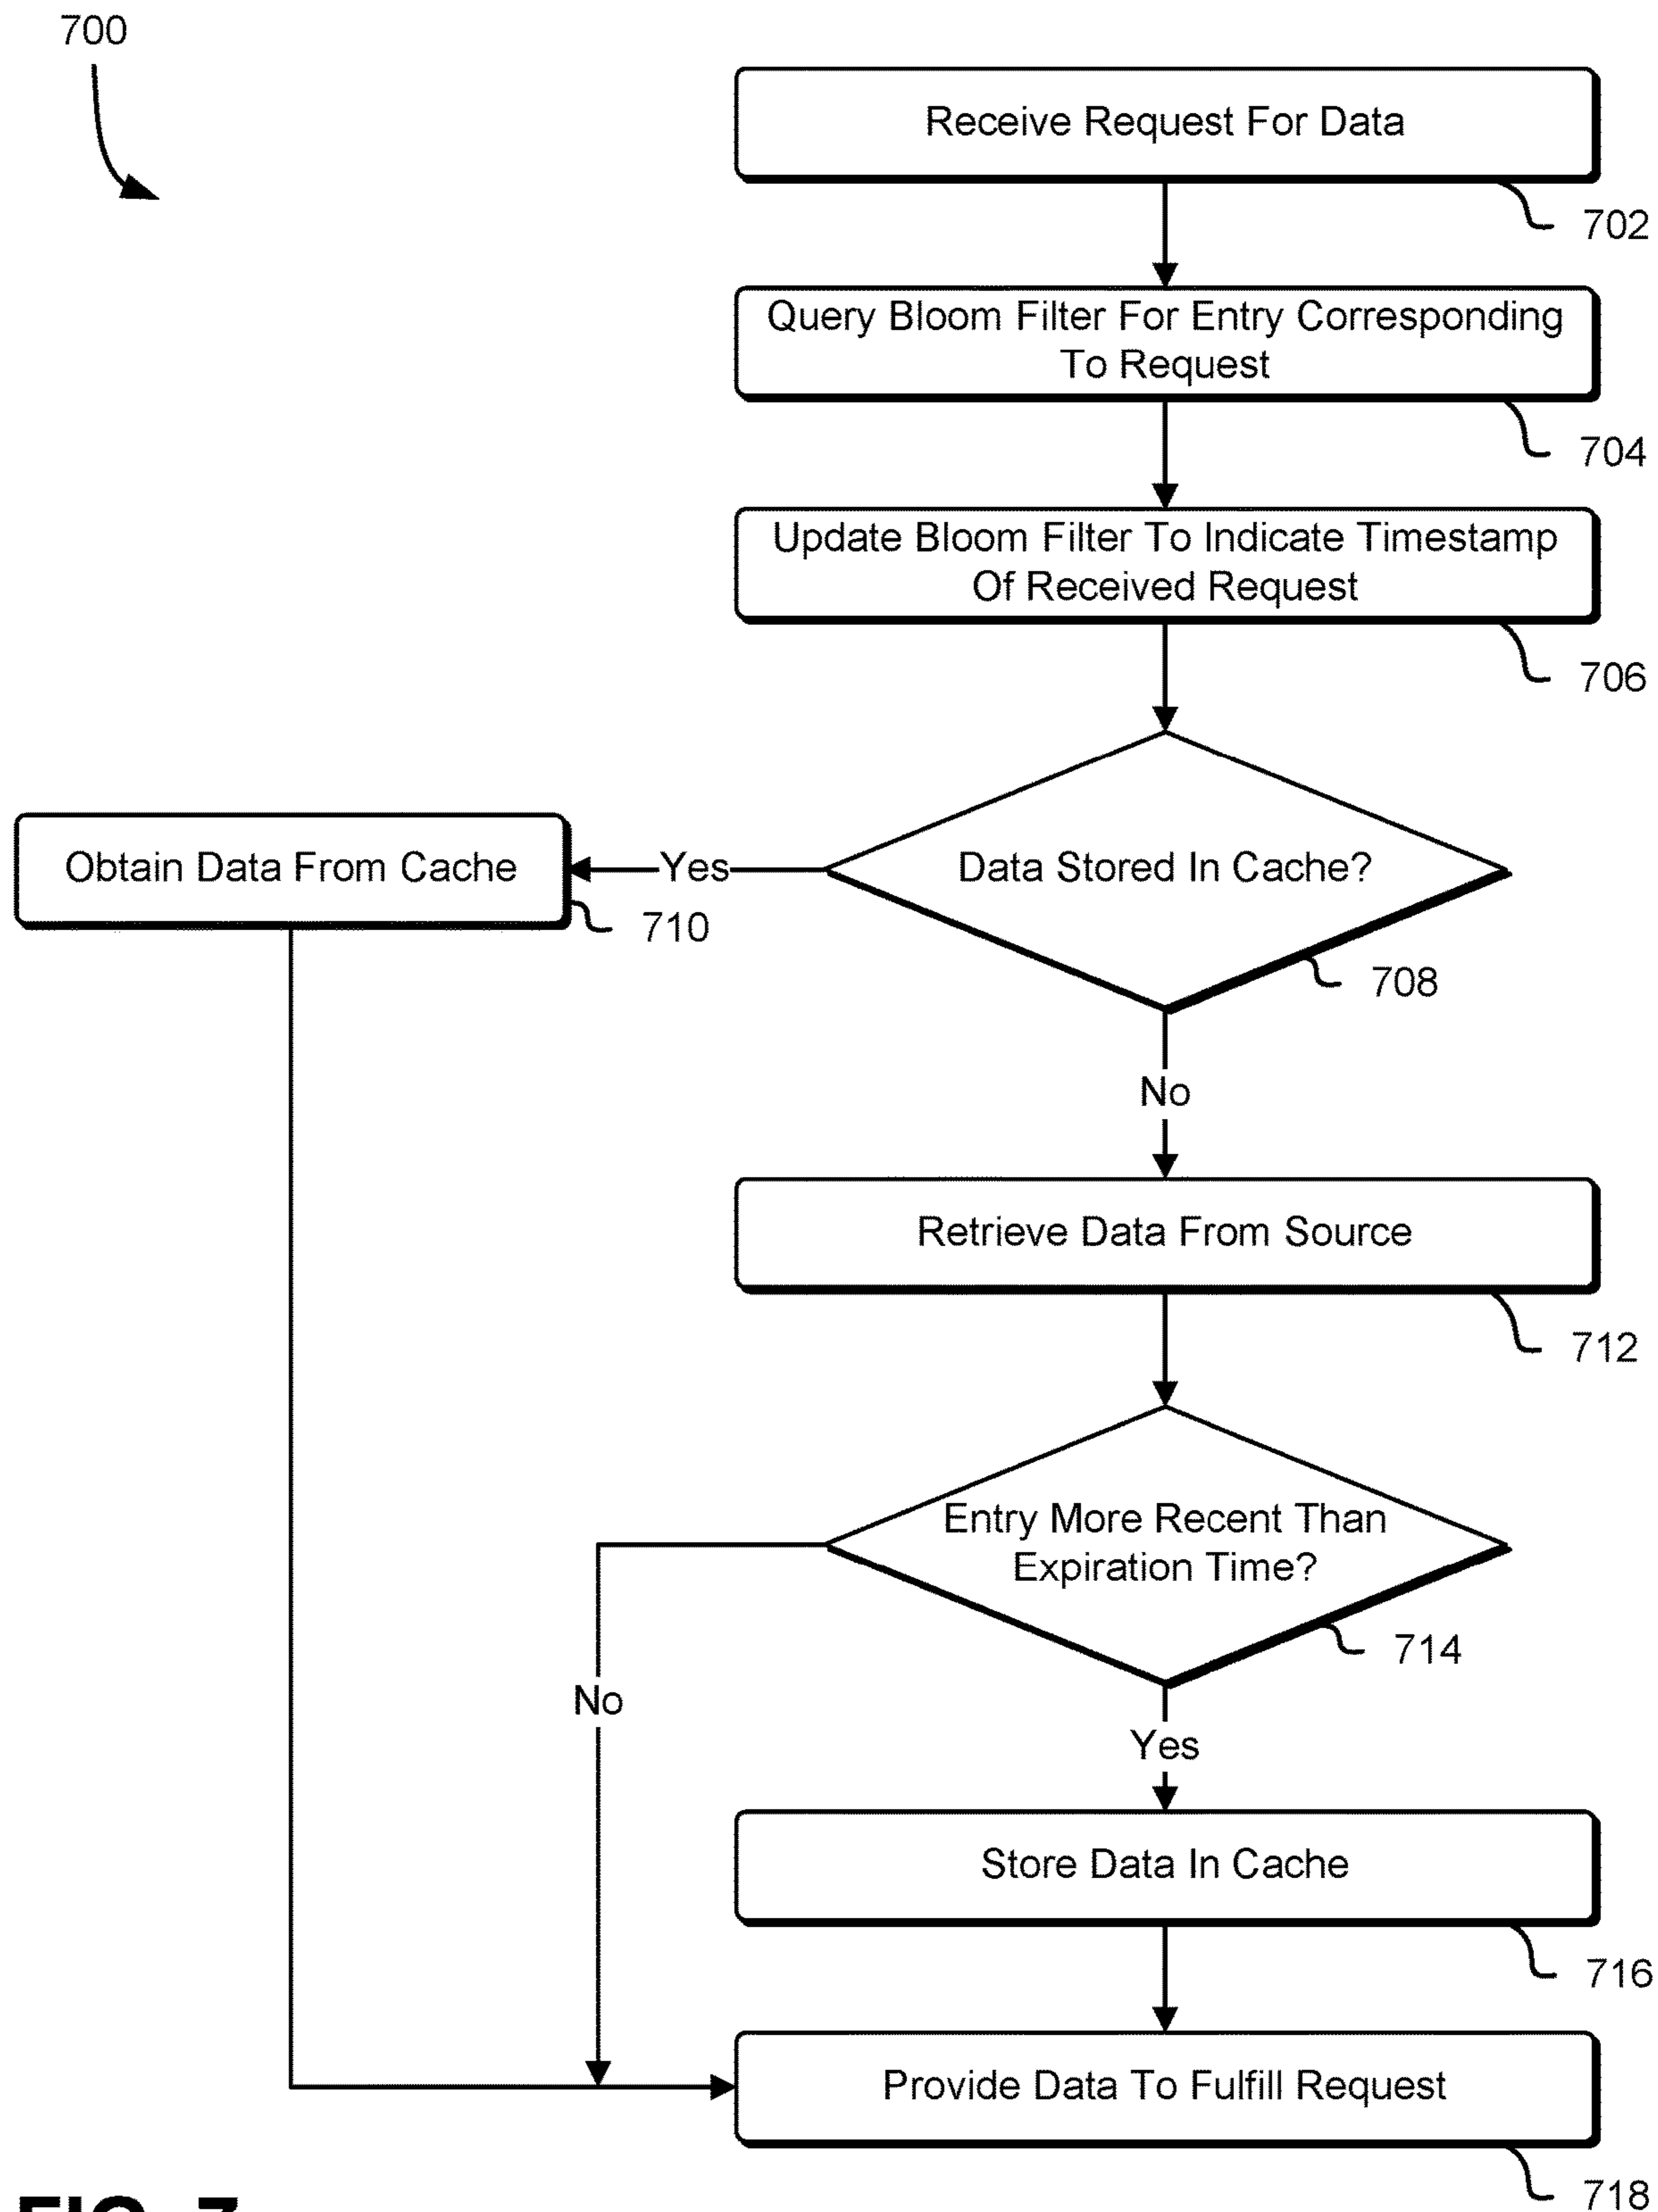 700
Receive Request For Data
702
Query Bloom Filter For Entry Corresponding
To Request
704
Update Bloom Filter To Indicate Timestamp
Of Received Request
706
Data Stored In Cache?
Yes
Obtain Data From Cache
710
708
No
Retrieve Data From Source
712
Entry More Recent Than
Expiration Time?
714
No
Yes
Store Data In Cache
716
Provide Data To Fulfill Request
718